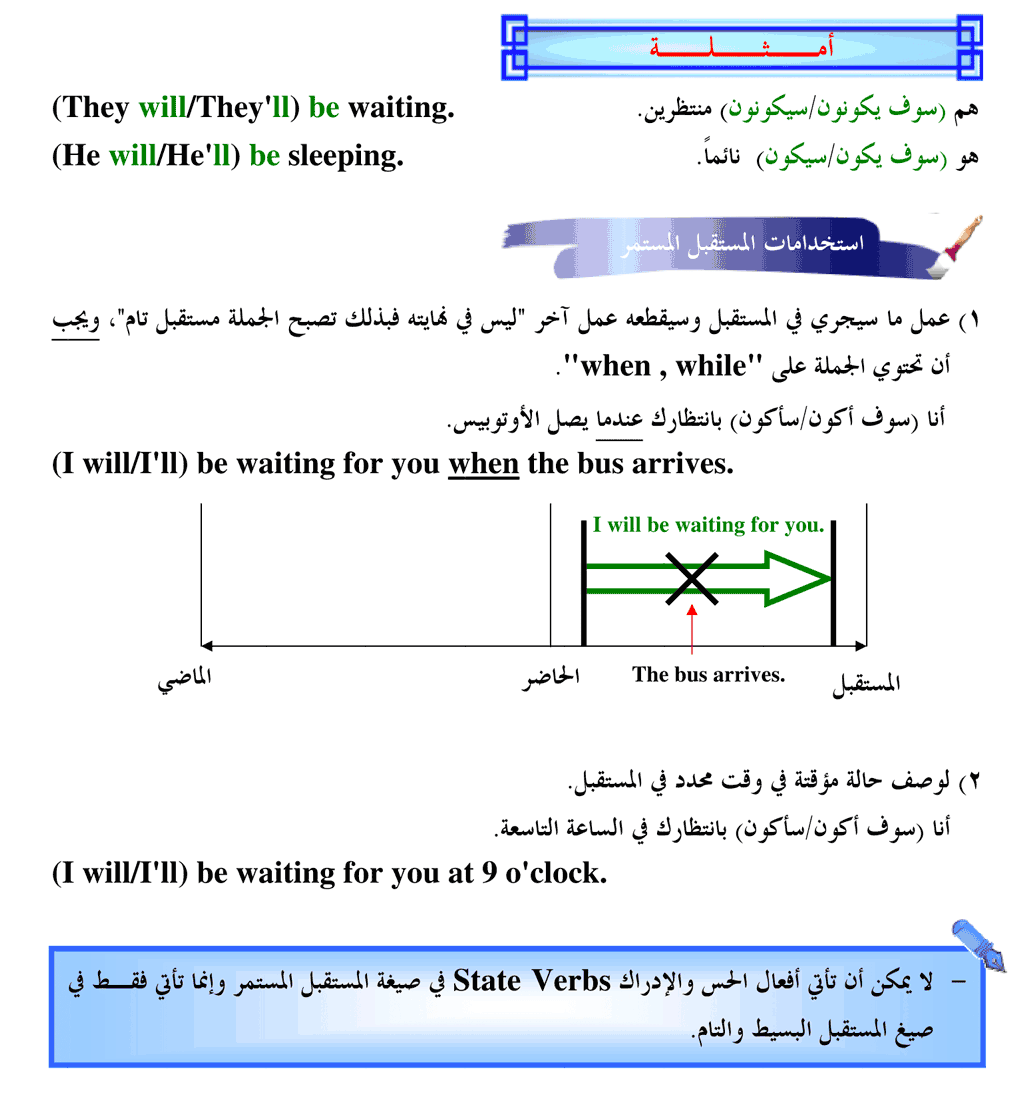 أمـــثـــلـــة
هم (سوف يكونون/سيكونون) منتظرين.
(They will/They'll) be waiting.
هو (سوف يكون/سيكون) نائماً.
(He will/He'll) be sleeping.
استخدامات المستقبل المستمر
١) عمل ما سيجري في المستقبل وسيقطعه عمل آخر "ليس في نهايته فبذلك تصبح الجملة مستقبل تام"، ويجب
أن تحتوي الجملة على "when , while".
أنا (سوف أكون/سأكون) بانتظارك عندما يصل الأوتوبيس.
(I will/I'll) be waiting for you when the bus arrives.
I will be waiting for you.
الماضي
الحاضر
The bus arrives.
المستقبل
٢) لوصف حالة مؤقتة في وقت محدد في المستقبل.
أنا (سوف أكون/سأكون) بانتظارك في الساعة التاسعة.
(I will/I'll) be waiting for you at 9 o'clock.
- لا يمكن أن تأتي أفعال الحس والإدراك State Verbs في صيغة المستقبل المستمر وإنما تأتي فقـــط في
صيغ المستقبل البسيط والتام.